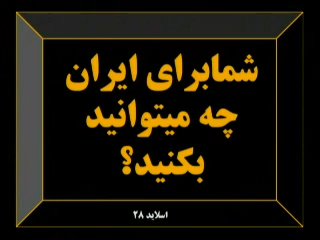 شمابرای ایران
چه میتوانید
بکنید؟
اسلاید ۲۸